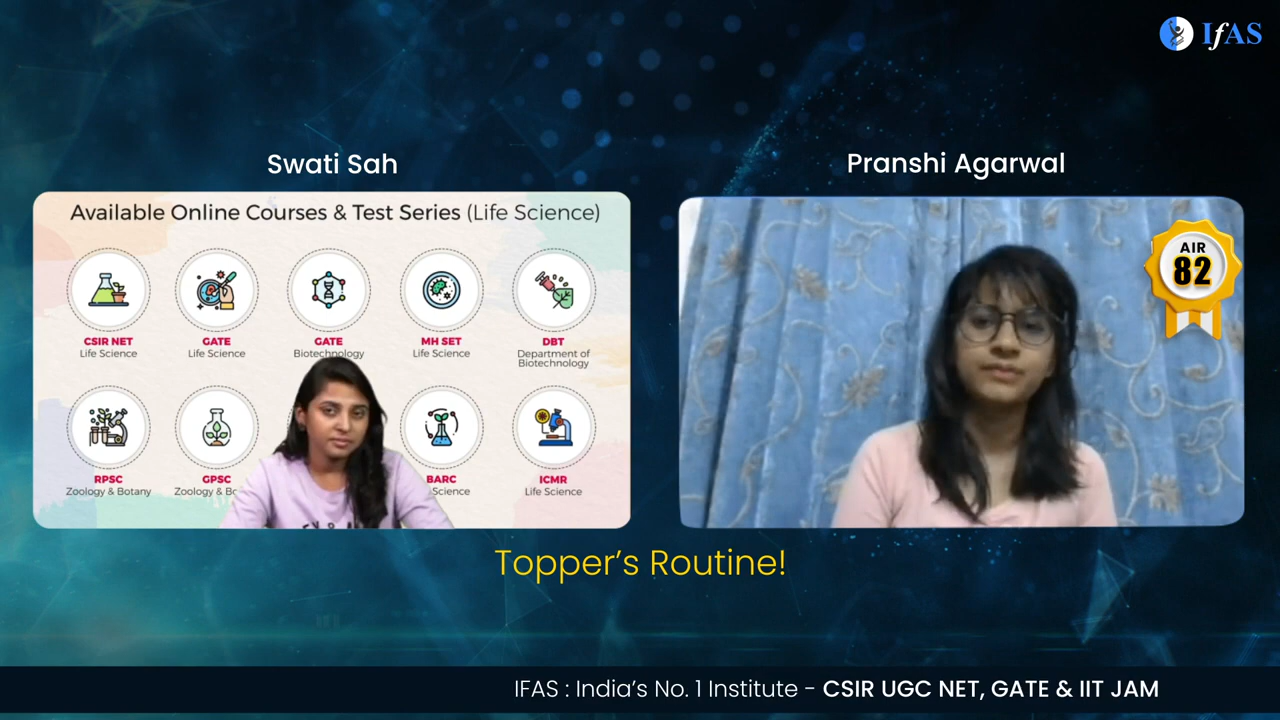 IfAS
Swati Sah
Pranshi Agarwal
Available Online Courses & Test Series (Life Science)
CSIR NET
Life Science
GATE
Life Science
GATE
Biotechnology
MH SET
Life Science
DBT
Department of
Biotechnology
RPSC
Zoology & Botany
GPSC
Zoology &
BARC
Science
ICMR
Life Science
AIR
82
Topper's Routine!
IFAS : India's No. 1 Institute - CSIR UGC NET, GATE & IIT JAM